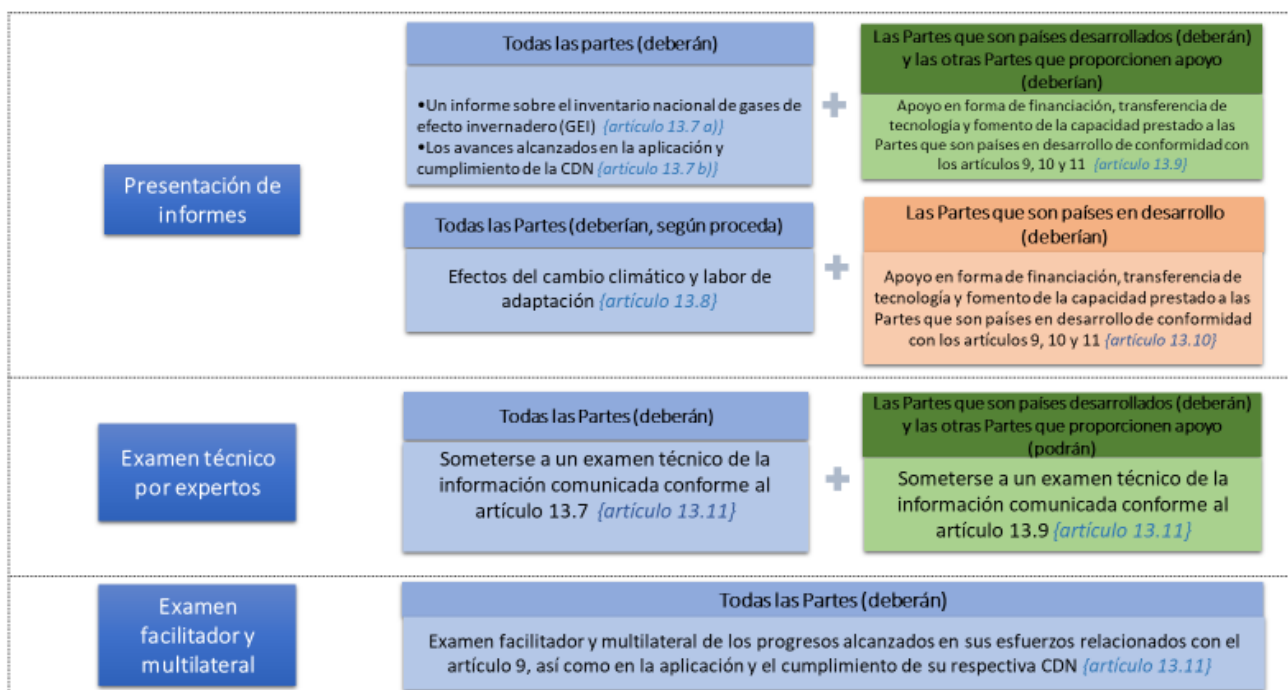 Presentación de
informes
Todas las partes (deberán)
•Un informe sobre el inventario nacional de gases de
efecto invernadero (GEI) {artículo 13.7 a)}
•Los avances alcanzados en la aplicación y
cumplimiento de la CDN {artículo 13.7 b)}
+
Las Partes que son países desarrollados (deberán)
y las otras Partes que proporcionen apoyo
(deberían)
Apoyo en forma de financiación, transferencia de
tecnología y fomento de la capacidad prestado a las
Partes que son países en desarrollo de conformidad con
los artículos 9, 10 y 11 {artículo 13.9}
Todas las Partes (deberían, según proceda)
Efectos del cambio climático y labor de
adaptación {artículo 13.8}
+
Las Partes que son países en desarrollo
(deberían)
Apoyo en forma de financiación, transferencia de
tecnología y fomento de la capacidad prestado a las
Partes que son países en desarrollo de conformidad
con los artículos 9, 10 y 11 {artículo 13.10}
Examen técnico
por expertos
Todas las Partes (deberán)
Someterse a un examen técnico de la
información comunicada conforme al
artículo 13.7 {artículo 13.11}
+
Las Partes que son países desarrollados (deberán)
y las otras Partes que proporcionen apoyo
(podrán)
Someterse a un examen técnico de la
información comunicada conforme al
artículo 13.9 {artículo 13.11}
Examen
facilitador y
multilateral
Todas las Partes (deberán)
Examen facilitador y multilateral de los progresos alcanzados en sus esfuerzos relacionados con el
artículo 9, así como en la aplicación y el cumplimiento de su respectiva CDN {artículo 13.11}